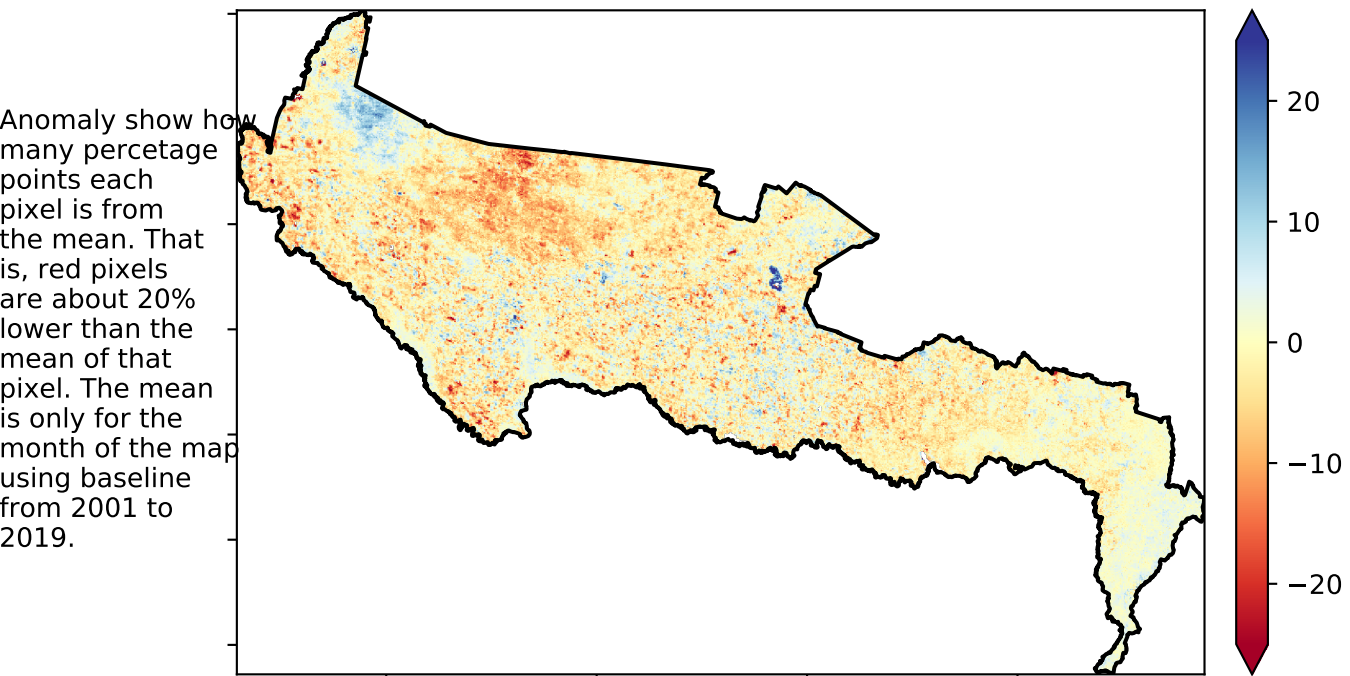 Anomaly show how
many percetage
points each
pixel is from
the mean. That
is, red pixels
are about 20%
lower than the
mean of that
pixel. The mean
is only for the
month of the map
using baseline
from 2001 to
2019.
20
10
0
−10
−20